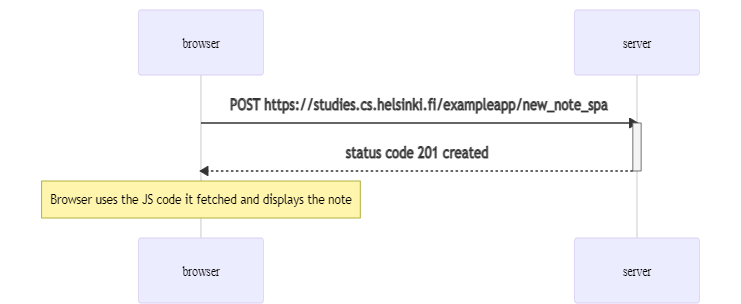 browser
server
POST https://studies.cs.helsinki.fi/exampleapp/new_note_spa
status code 201 created
Browser uses the JS code it fetched and displays the note
browser
server